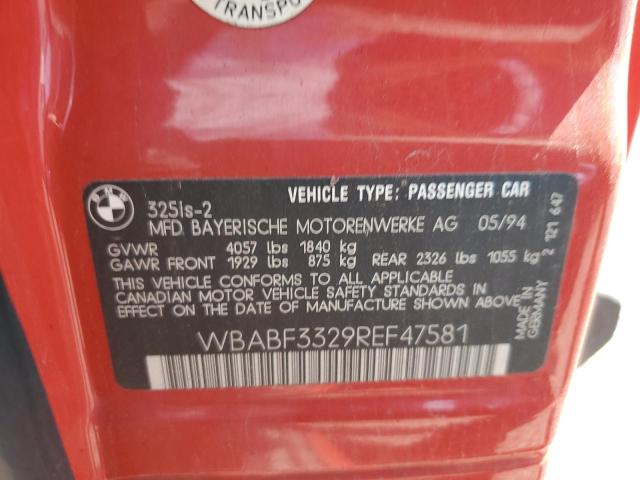 TRANSPO
BMW
325is-2
VEHICLE TYPE: PASSENGER CAR
MFD BAYERISCHE MOTORENWERKE AG 05/94
GVWR 4057 lbs 1840 kg
GAWR FRONT 1929 lbs 875 kg REAR 2326 lbs 1055 kg
THIS VEHICLE CONFORMS TO ALL APPLICABLE
CANADIAN MOTOR VEHICLE SAFETY STANDARDS IN
EFFECT ON THE DATE OF MANUFACTURE SHOWN ABOVE
WBABF3329REF47581
MADE IN
GERMANY
2 121 647